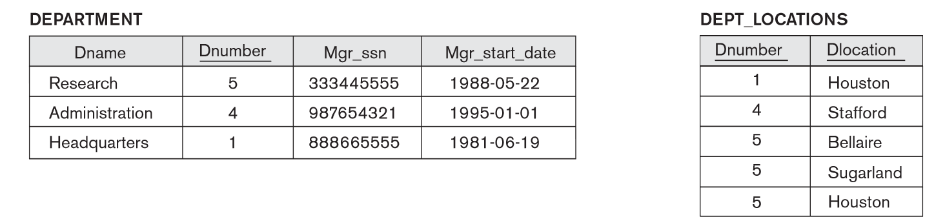 DEPARTMENT
Dname Dnumber Mgr_ssn Mgr_start_date
Research 5 333445555 1988-05-22
Administration 4 987654321 1995-01-01
Headquarters 1 888665555 1981-06-19
DEPT_LOCATIONS
Dnumber Dlocation
1 Houston
4 Stafford
5 Bellaire
5 Sugarland
5 Houston